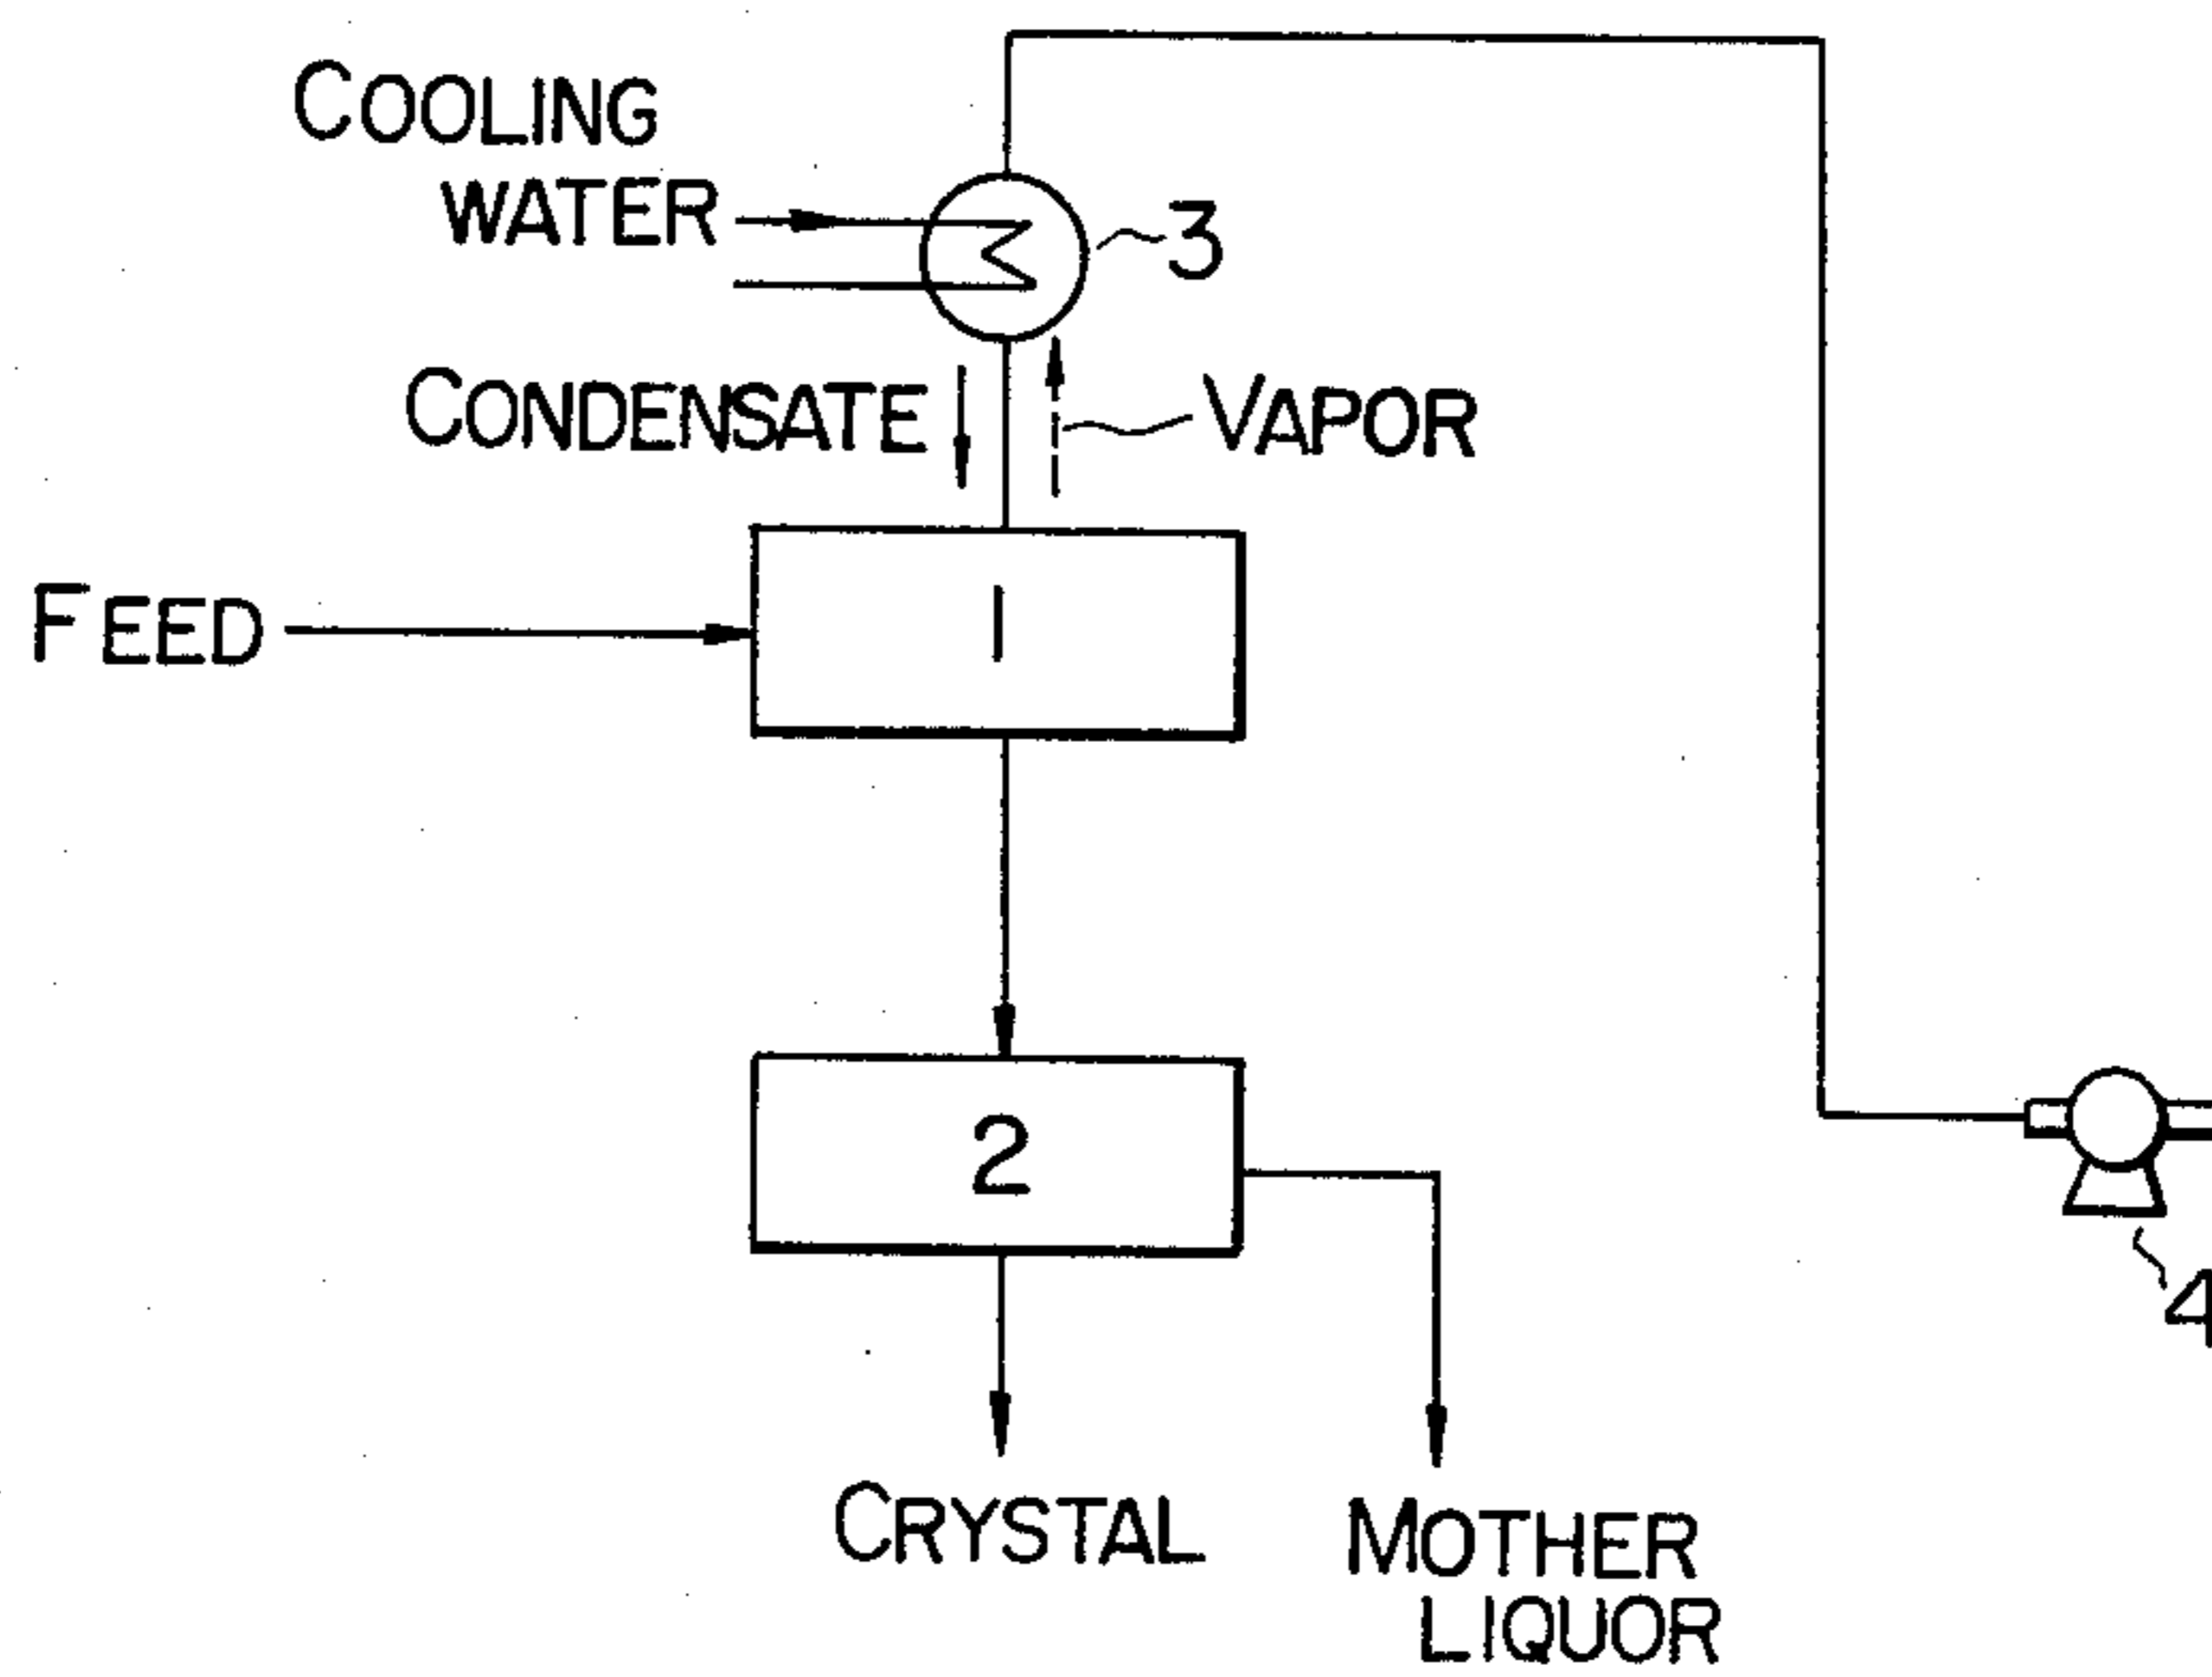 COOLING
WATER
3
CONDENSATE
VAPOR
FEED
1
2
4
CRYSTAL
MOTHER
LIQUOR